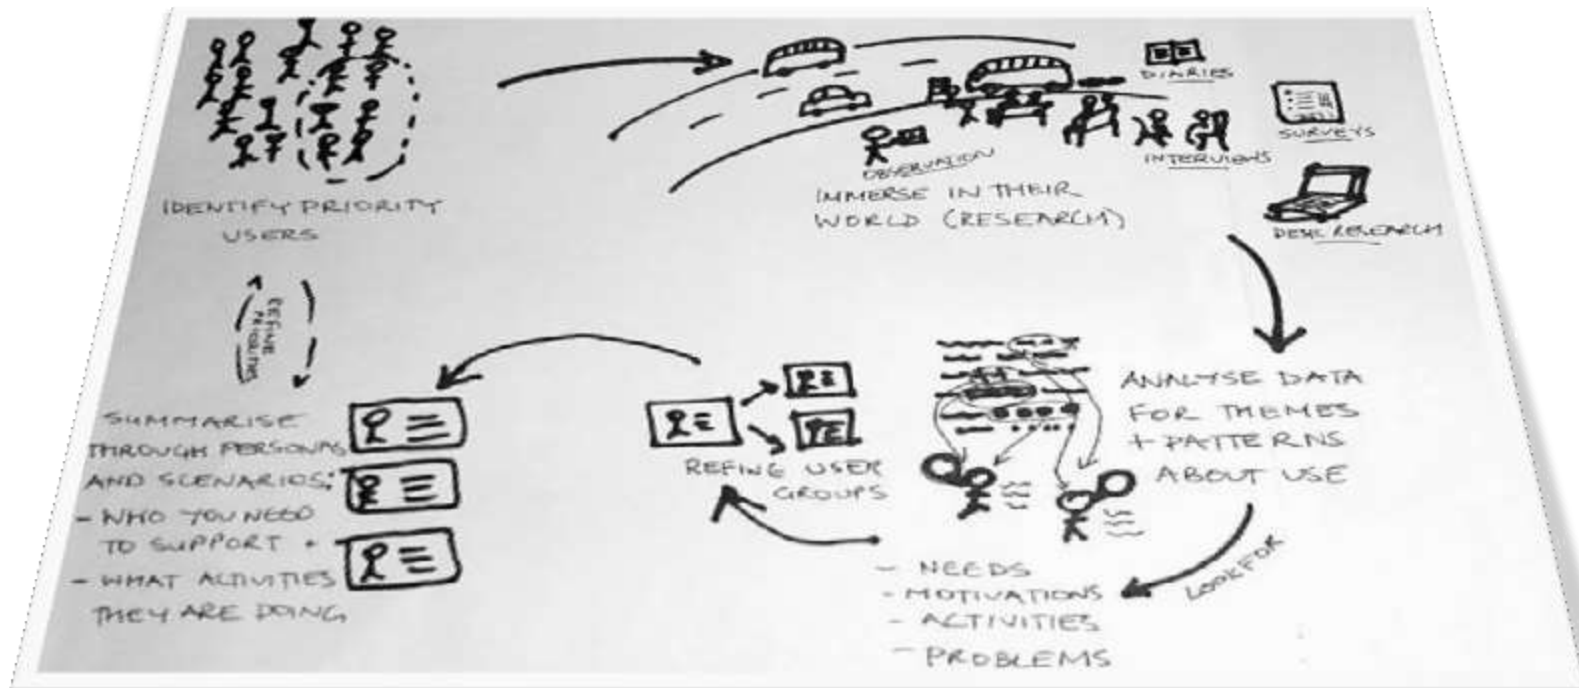 IDENTIFY PRIORITY
USERS
OBSERVATION
IMMERSE IN THEIR
WORLD (RESEARCH)
DIARIES
SURVEYS
INTERVIEWS
DESK RESEARCH
ANALYSE DATA
FOR THEMES
+ PATTERNS
ABOUT USE
LOOK FOR
- NEEDS
- MOTIVATIONS
- ACTIVITIES
- PROBLEMS
REFINE USER
GROUPS
SUMMARISE
THROUGH PERSONAS
AND SCENARIOS:
- WHO YOU NEED
TO SUPPORT +
- WHAT ACTIVITIES
THEY ARE DOING
REFINE
PRIORITIES